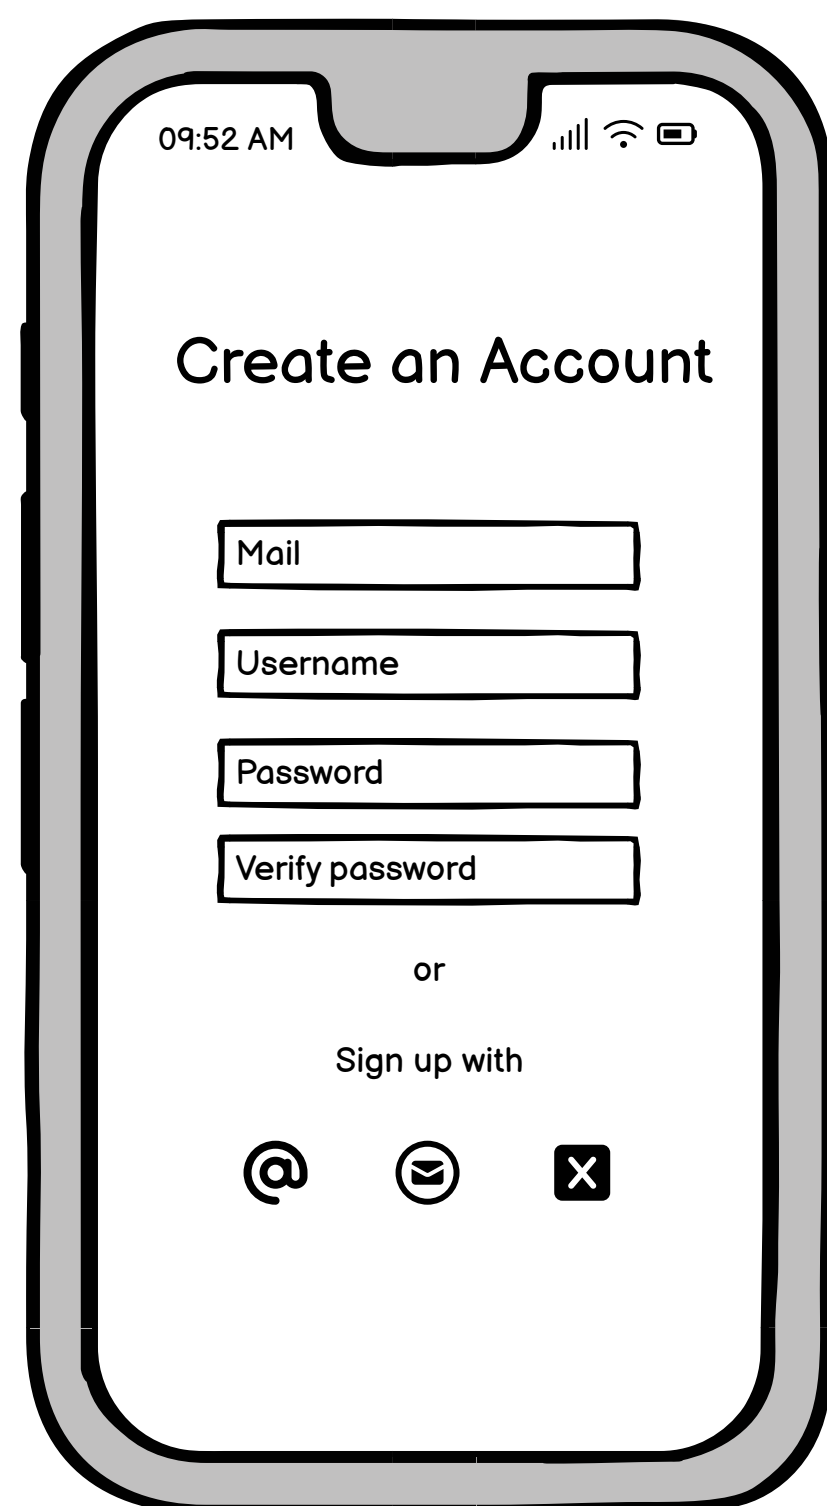 09:52 AM
Create an Account
Mail
Username
Password
Verify password
or
Sign up with
@ X